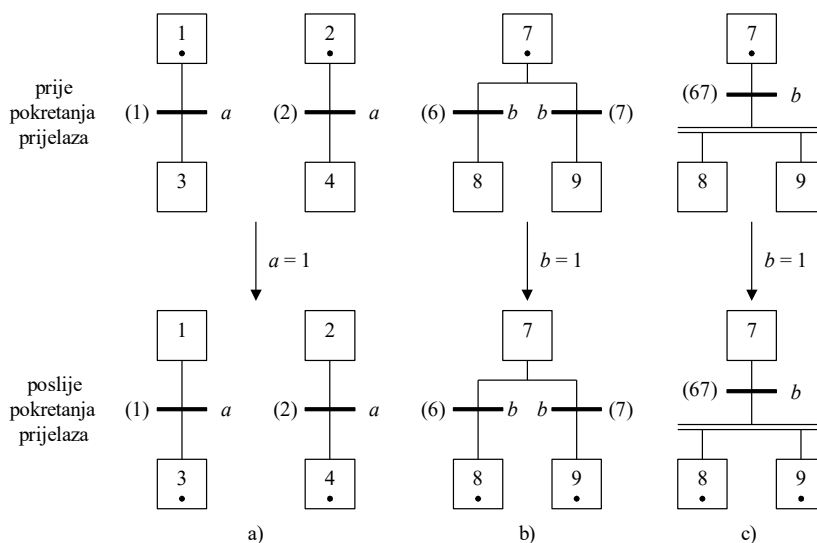 1
2
7
7
prije
pokretanja
prijelaza
(1)
a
(2)
a
(6)
b
b
(7)
(67)
b
3
4
8
9
8
9
a = 1
b = 1
b = 1
1
2
7
7
poslije
pokretanja
prijelaza
(1)
a
(2)
a
(6)
b
b
(7)
(67)
b
3
4
8
9
8
9
a)
b)
c)